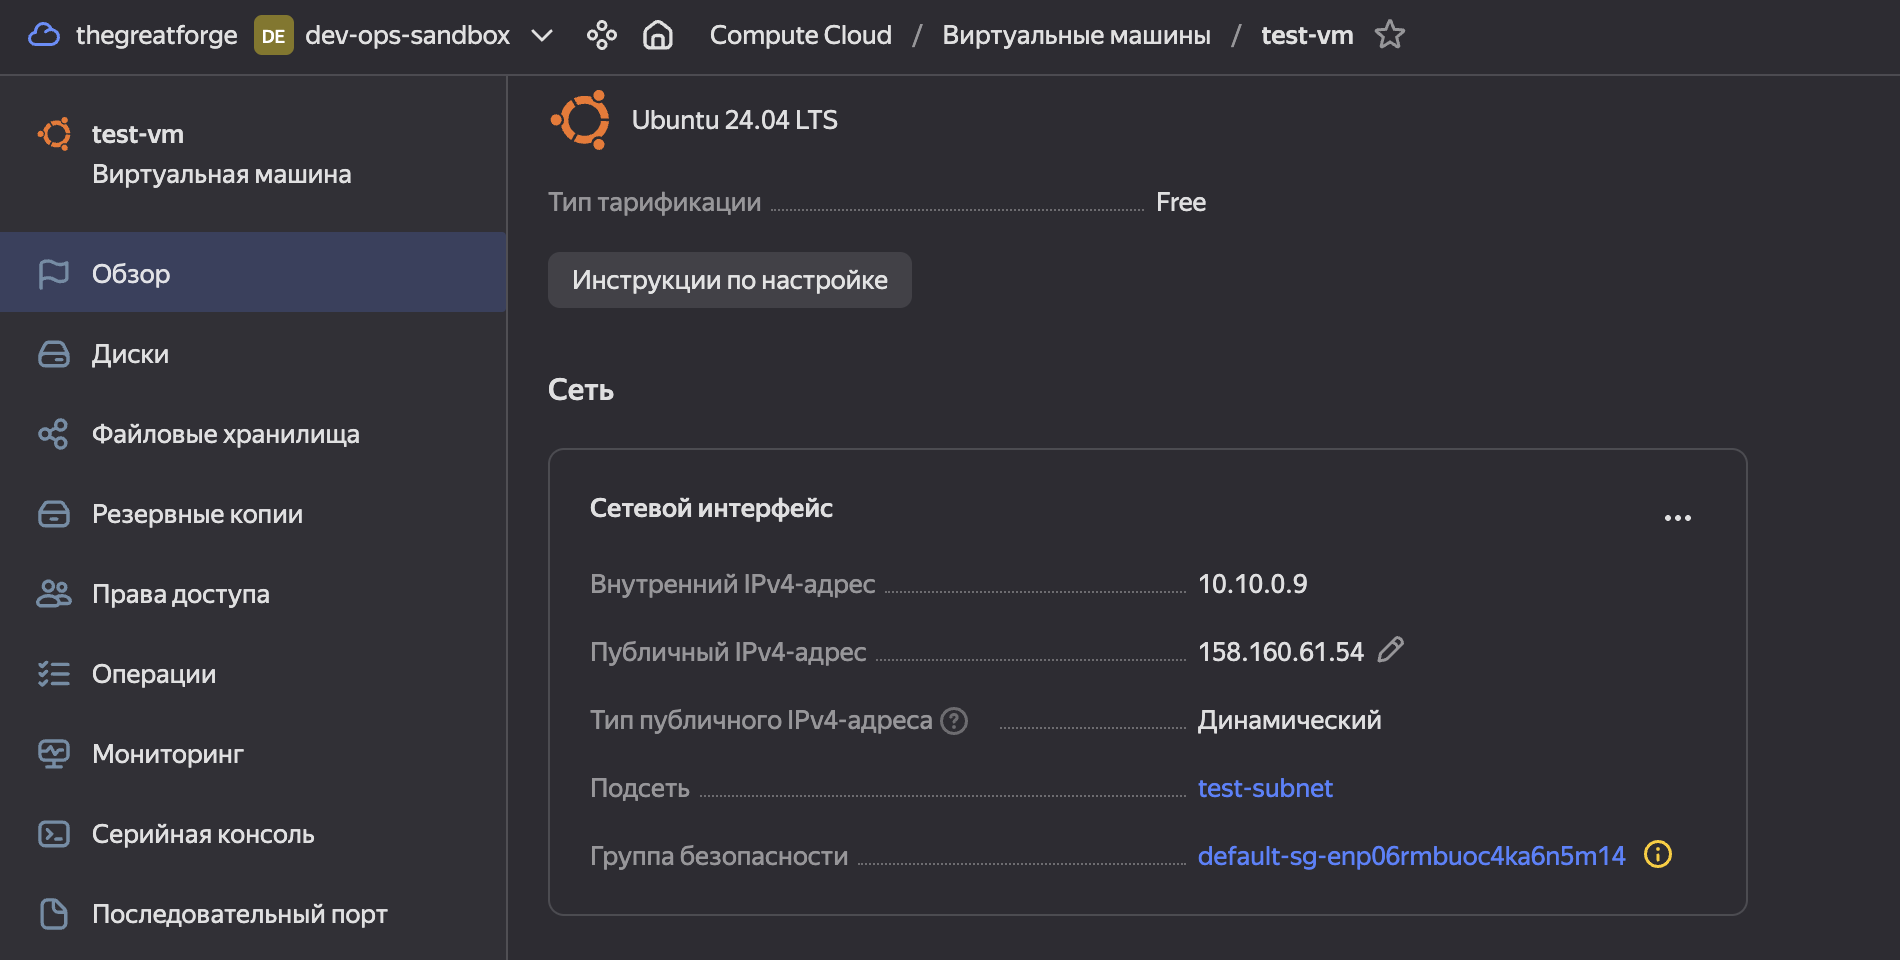 thegreatforge DE dev-ops-sandbox Compute Cloud / Виртуальные машины / test-vm
test-vm
Виртуальная машина
Обзор
Диски
Файловые хранилища
Резервные копии
Права доступа
Операции
Мониторинг
Серийная консоль
Последовательный порт
Ubuntu 24.04 LTS
Тип тарификации Free
Инструкции по настройке
Сеть
Сетевой интерфейс
Внутренний IPv4-адрес 10.10.0.9
Публичный IPv4-адрес 158.160.61.54
Тип публичного IPv4-адреса Динамический
Подсеть test-subnet
Группа безопасности default-sg-enp06rmbuoc4ka6n5m14